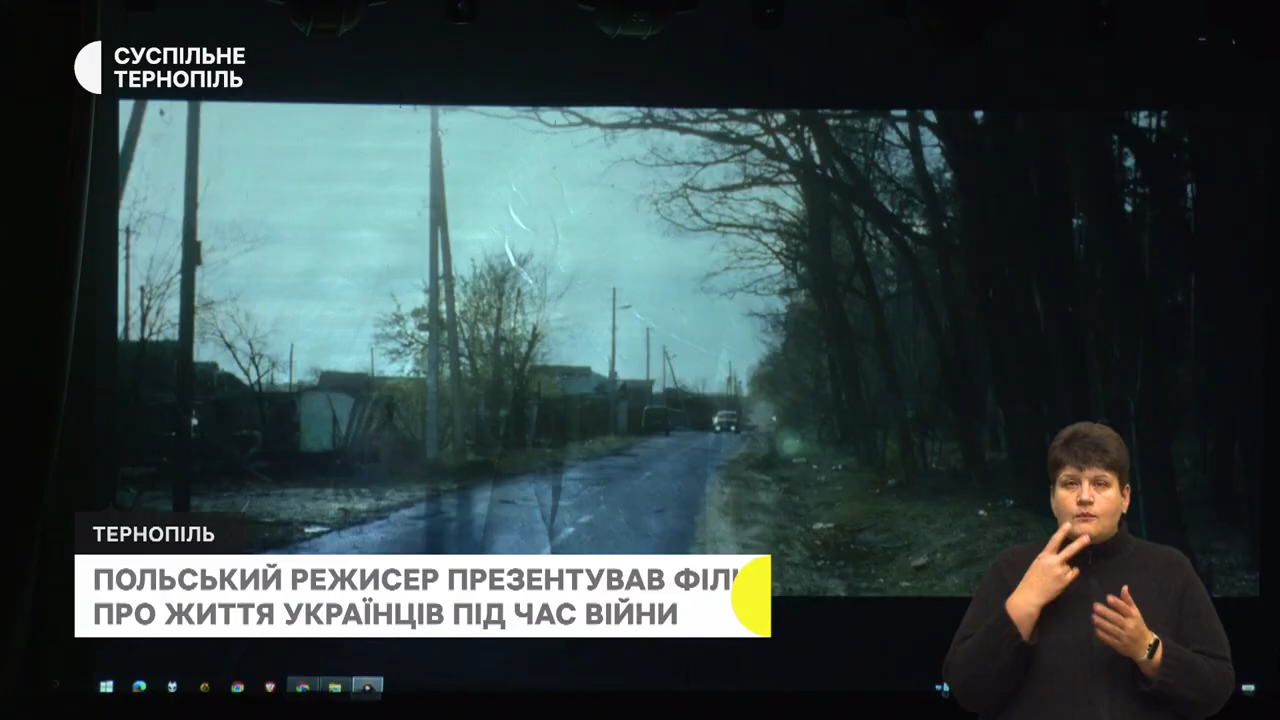 СУСПІЛЬНЕ
ТЕРНОПІЛЬ
ТЕРНОПІЛЬ
ПОЛЬСЬКИЙ РЕЖИСЕР ПРЕЗЕНТУВАВ
ПРО ЖИТТЯ УКРАЇНЦІВ ПІД ЧАС ВІЙНИ